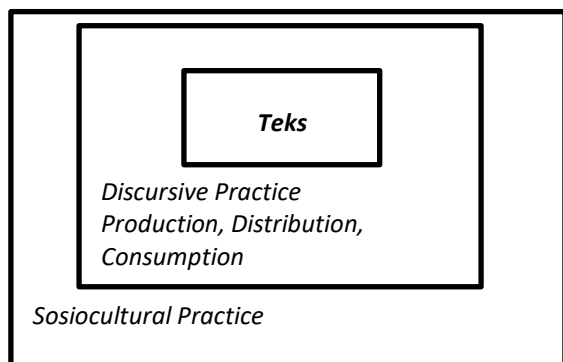 Teks
Discursive Practice
Production, Distribution,
Consumption
Sosiocultural Practice